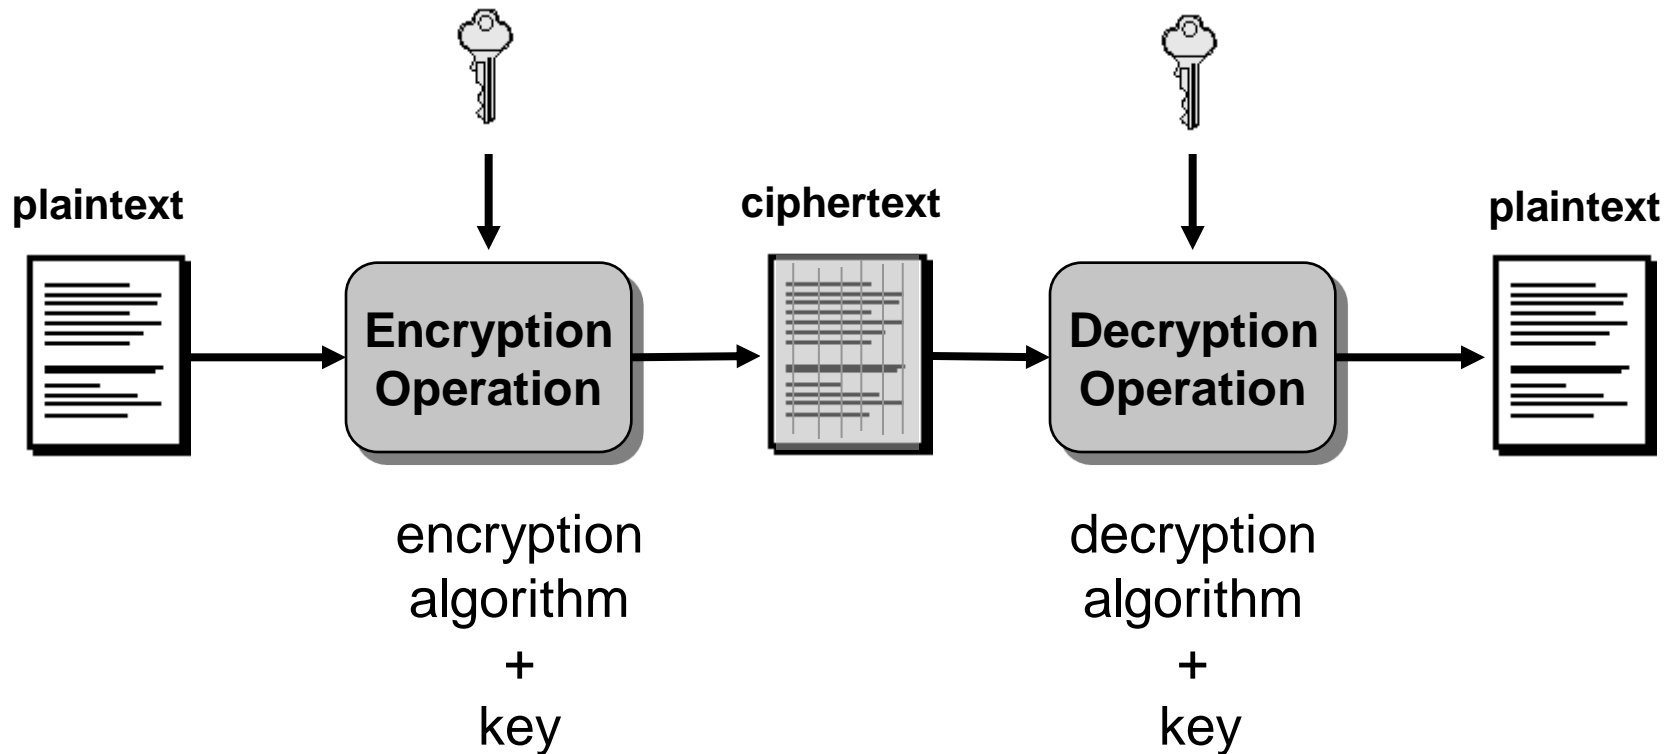 plaintext
ciphertext
plaintext
Encryption
Operation
Decryption
Operation
encryption
algorithm
+
key
decryption
algorithm
+
key